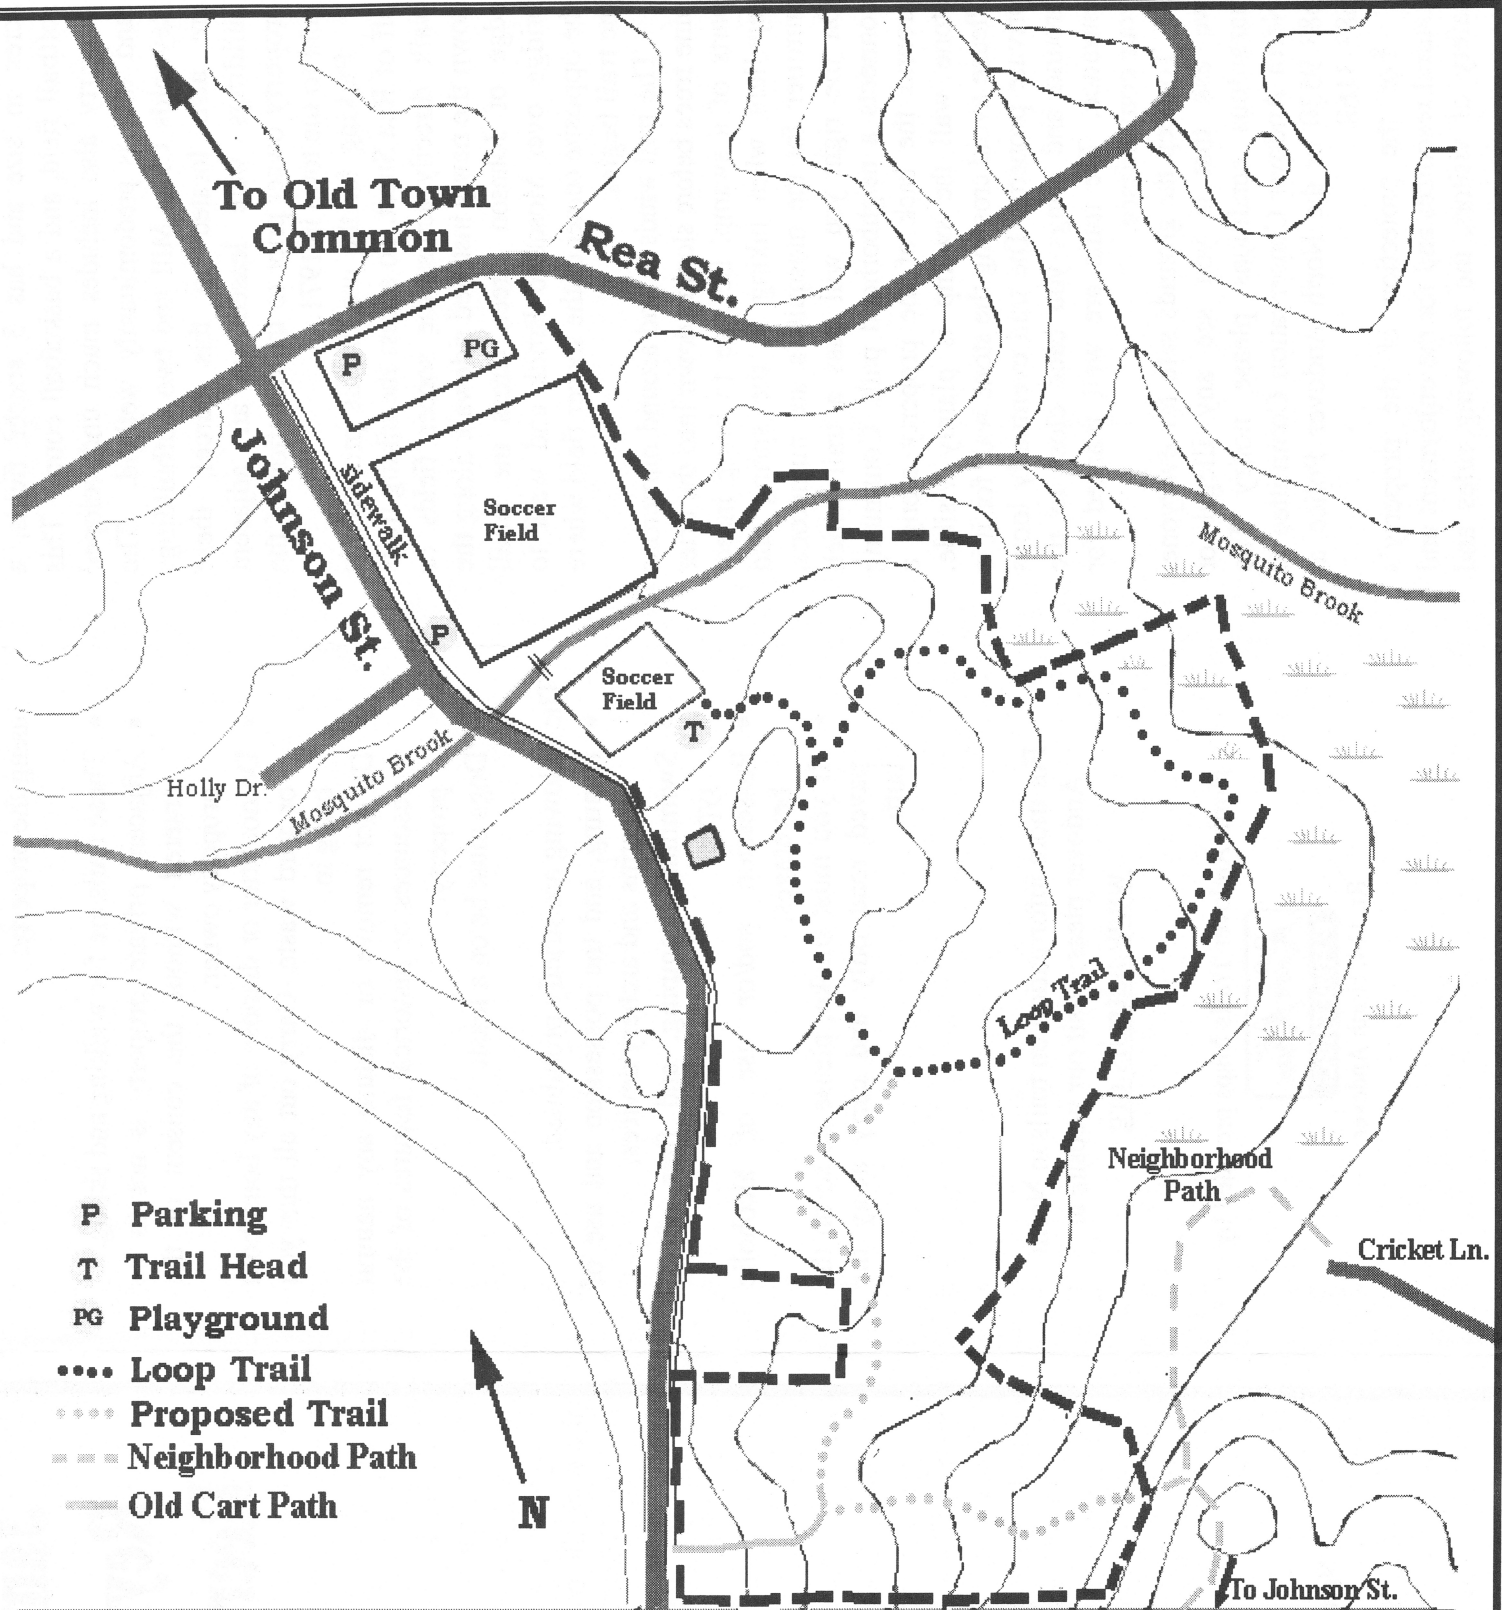 To Old Town
Common
Rea St.
P
PG
Johnson St.
sidewalk
Soccer
Field
Mosquito Brook
P
Soccer
Field
T
Holly Dr.
Mosquito Brook
Loop Trail
Neighborhood
Path
Cricket Ln.
P Parking
T Trail Head
PG Playground
Loop Trail
Proposed Trail
Neighborhood Path
Old Cart Path
N
To Johnson St.